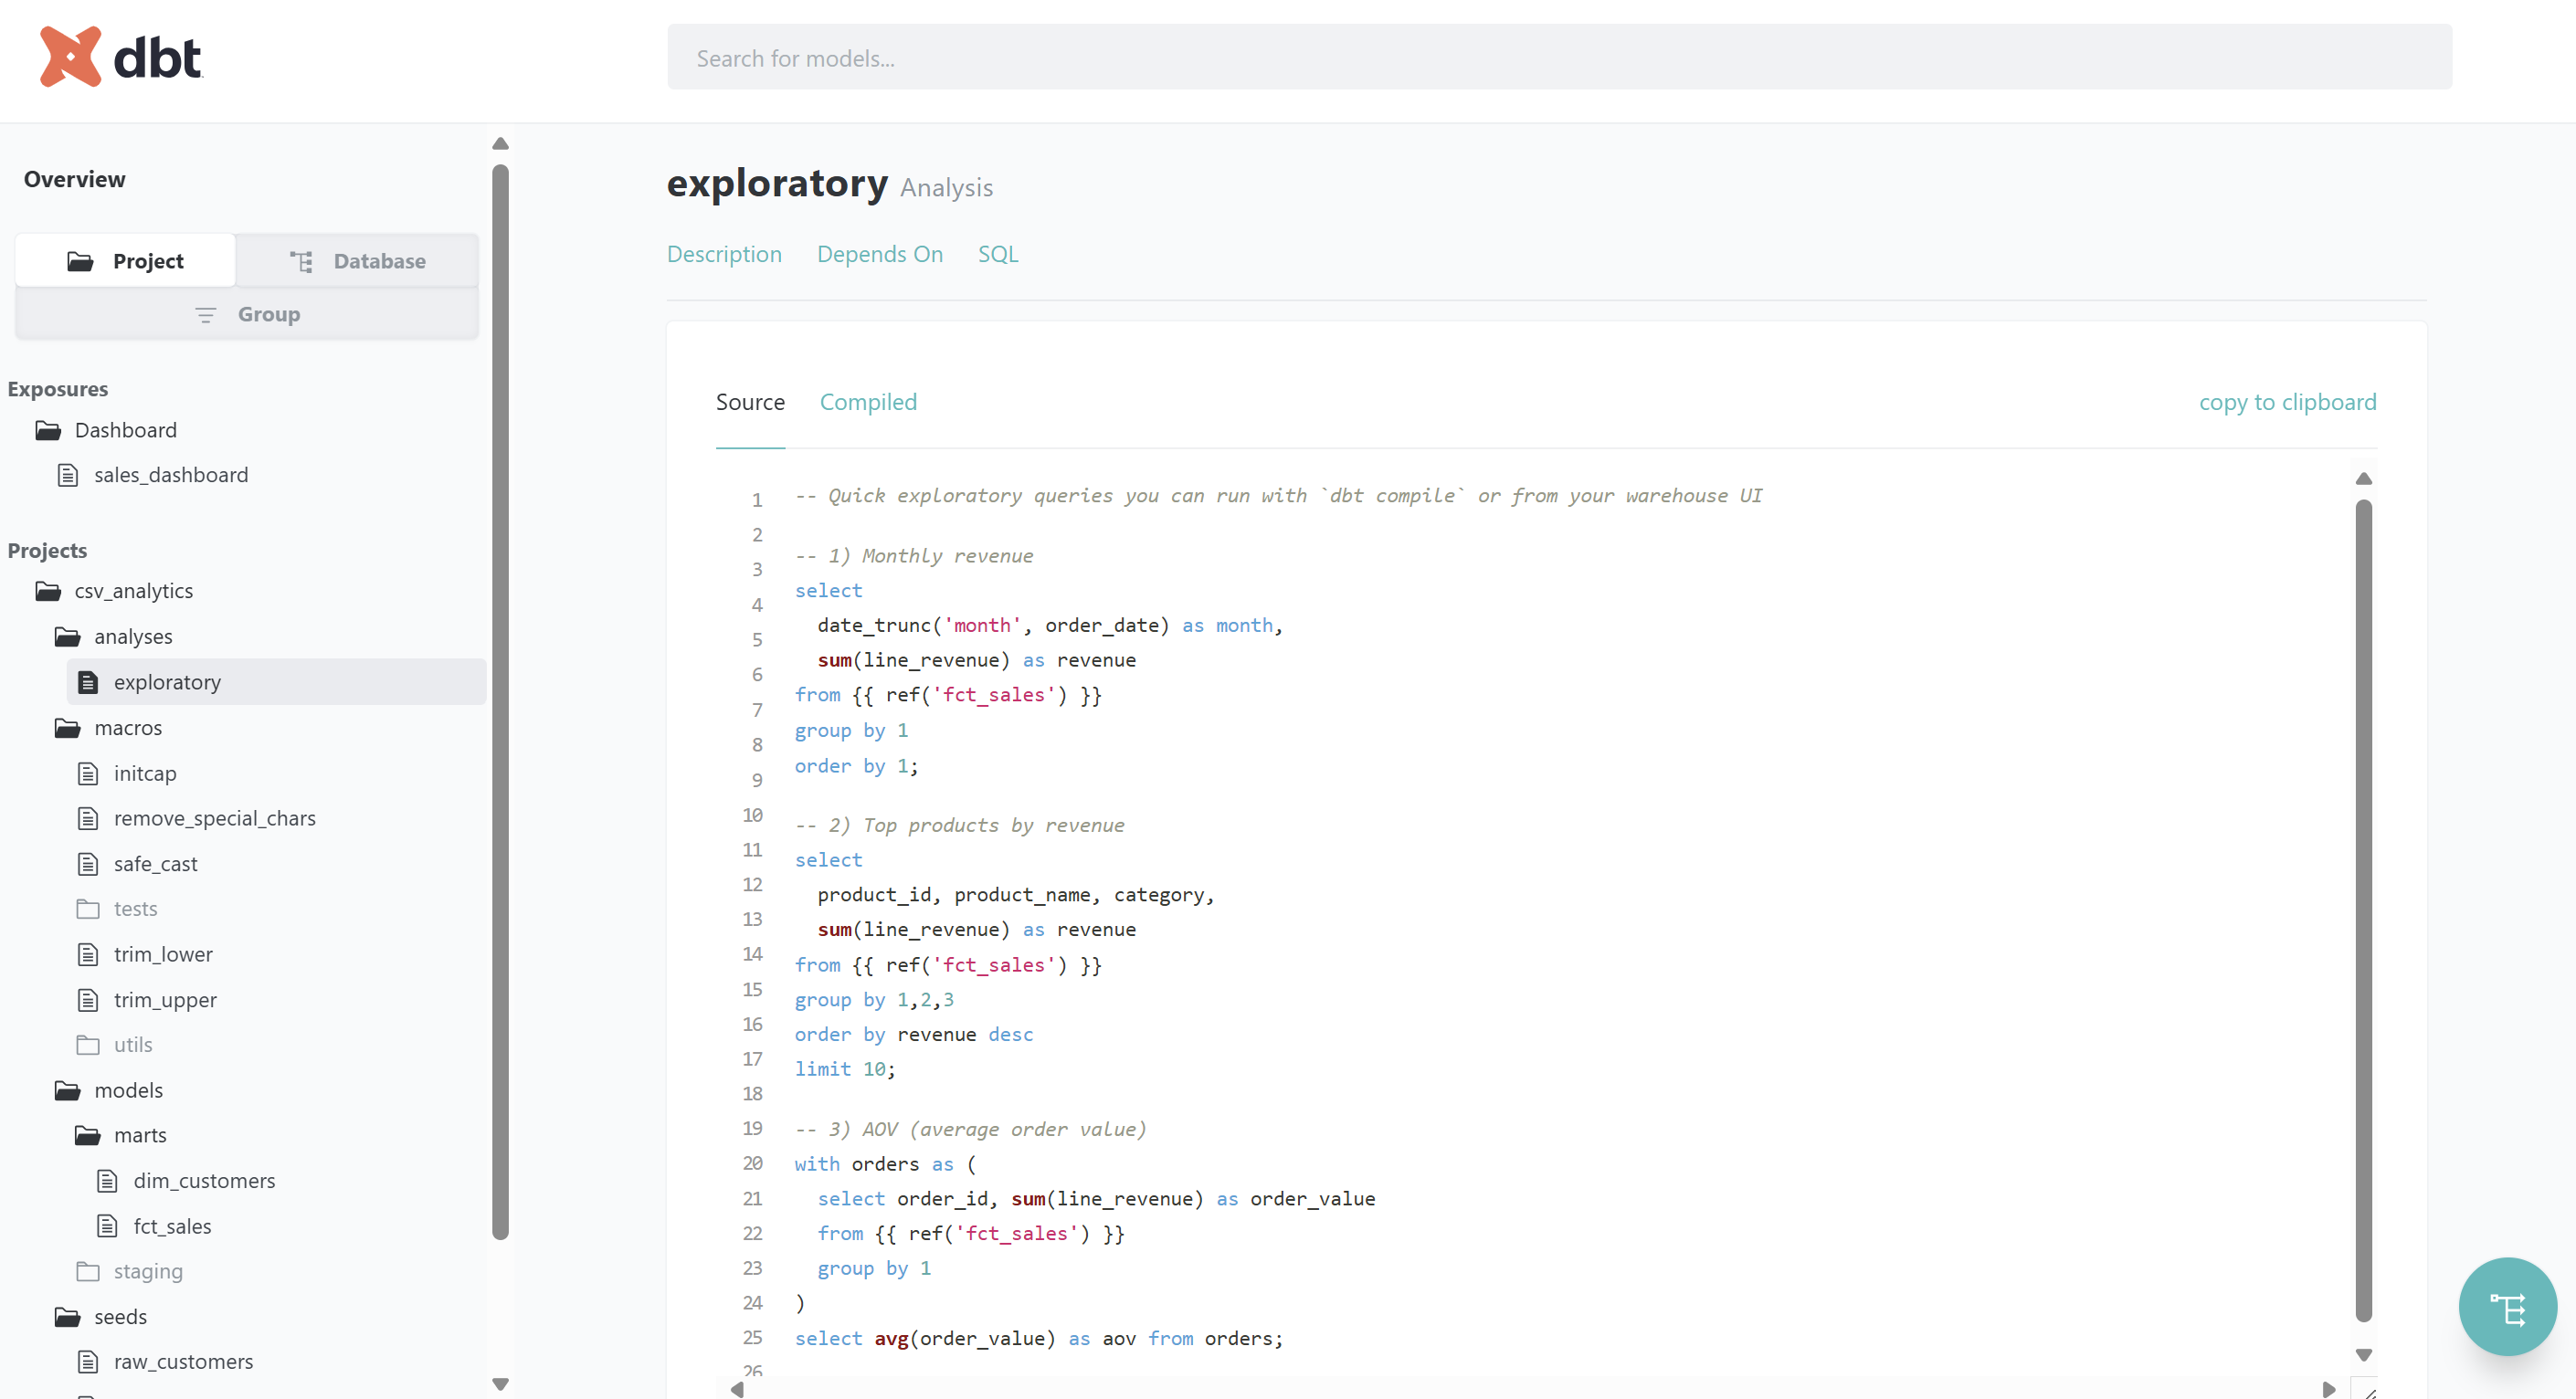 dbt
Search for models...
Overview
Project
Database
Group
Exposures
Dashboard
sales_dashboard
Projects
csv_analytics
analyses
exploratory
macros
initcap
remove_special_chars
safe_cast
tests
trim_lower
trim_upper
utils
models
marts
dim_customers
fct_sales
staging
seeds
raw_customers
exploratory Analysis
Description Depends On SQL
Source Compiled copy to clipboard
1 -- Quick exploratory queries you can run with `dbt compile` or from your warehouse UI
2
3 -- 1) Monthly revenue
4 select
5   date_trunc('month', order_date) as month,
6   sum(line_revenue) as revenue
7 from {{ ref('fct_sales') }}
8 group by 1
9 order by 1;
10
11 -- 2) Top products by revenue
12 select
13   product_id, product_name, category,
14   sum(line_revenue) as revenue
15 from {{ ref('fct_sales') }}
16 group by 1,2,3
17 order by revenue desc
18 limit 10;
19
20 -- 3) AOV (average order value)
21 with orders as (
22   select order_id, sum(line_revenue) as order_value
23   from {{ ref('fct_sales') }}
24   group by 1
25 )
26 select avg(order_value) as aov from orders;